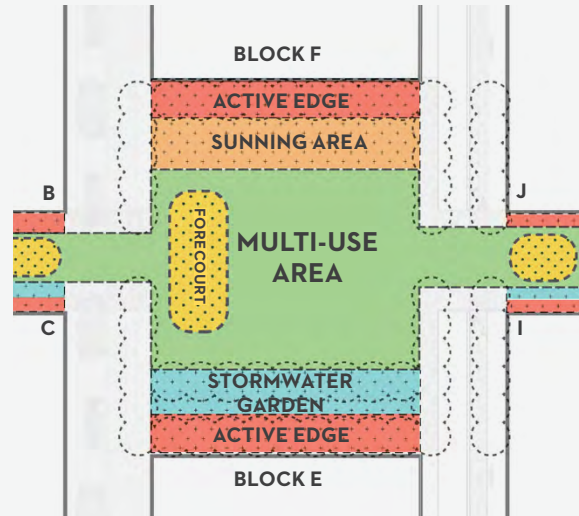 BLOCK F
ACTIVE EDGE
SUNNING AREA
B
J
FORECOURT
MULTI-USE
AREA
C
I
STORMWATER
GARDEN
ACTIVE EDGE
BLOCK E